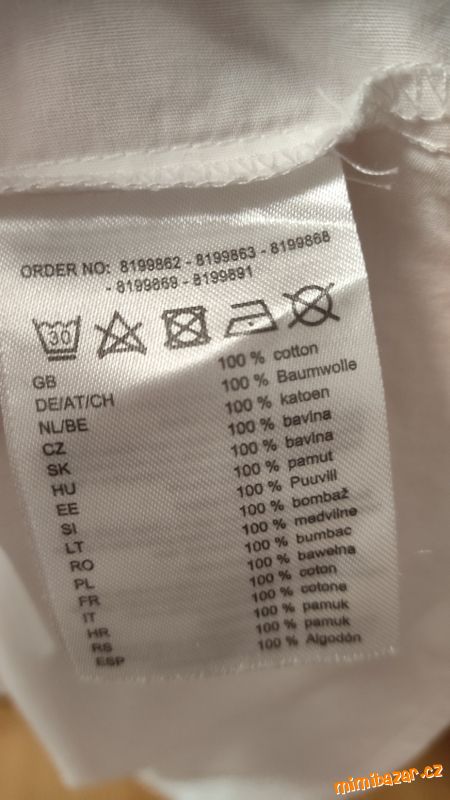 ORDER NO: 8199862 - 8199863 - 8199868
- 8199869 - 8199891
30
GB 100 % cotton
DE/AT/CH 100 % Baumwolle
NL/BE 100 % katoen
CZ 100 % bavlna
SK 100 % bavlna
HU 100 % pamut
EE 100 % Puuvill
SI 100 % bombaž
LT 100 % medvilne
RO 100 % bumbac
PL 100 % bawełna
FR 100 % coton
IT 100 % cotone
HR 100 % pamuk
RS 100 % pamuk
ESP 100 % Algodón
mimibazar.cz